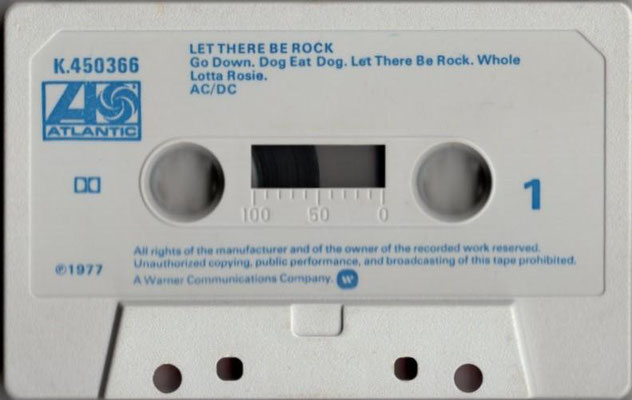 LET THERE BE ROCK
K.450366
Go Down. Dog Eat Dog. Let There Be Rock. Whole
Lotta Rosie.
AC/DC
ATLANTIC
1
100 50 0
All rights of the manufacturer and of the owner of the recorded work reserved.
Unauthorized copying, public performance, and broadcasting of this tape prohibited.
℗1977
A Warner Communications Company.